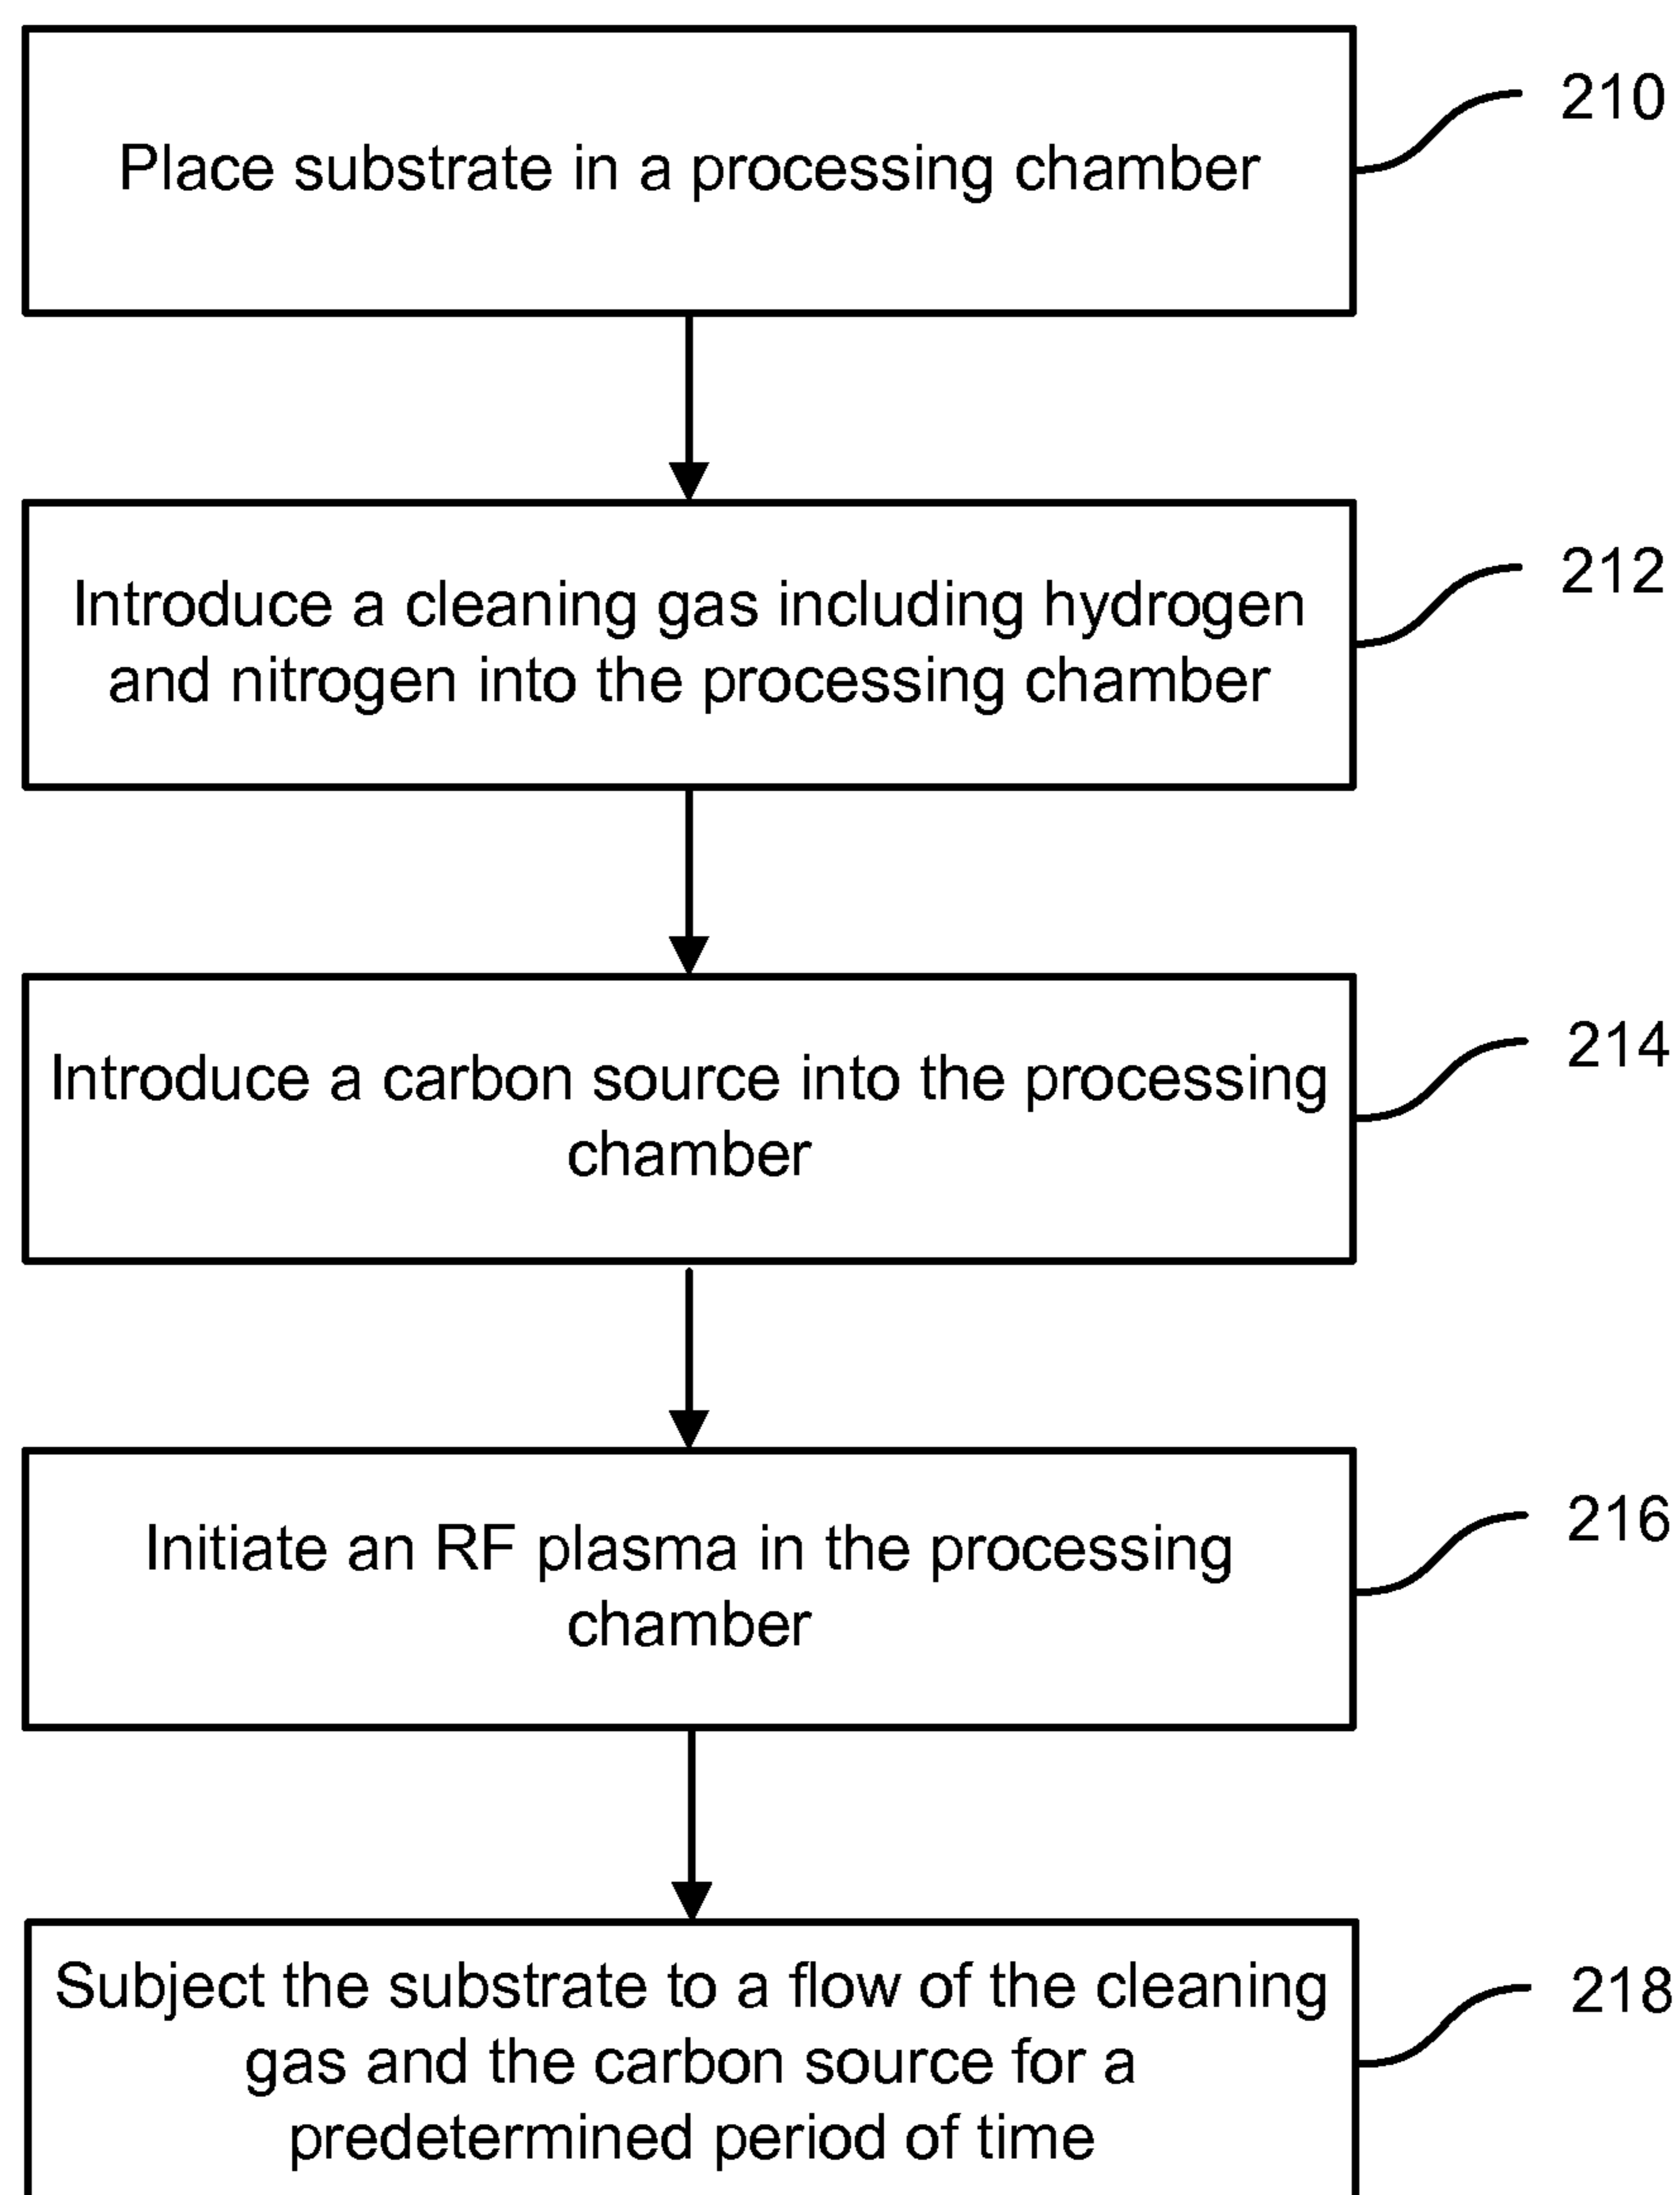 Place substrate in a processing chamber
210
Introduce a cleaning gas including hydrogen
and nitrogen into the processing chamber
212
Introduce a carbon source into the processing
chamber
214
Initiate an RF plasma in the processing
chamber
216
Subject the substrate to a flow of the cleaning
gas and the carbon source for a
predetermined period of time
218